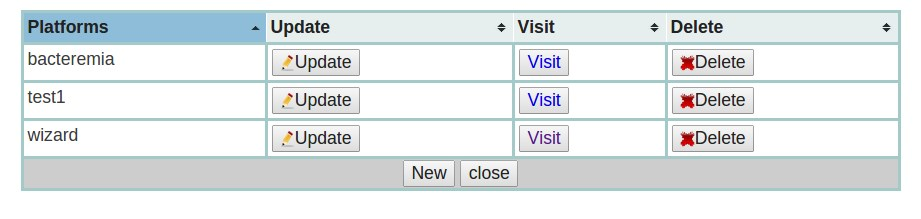 Platforms Update Visit Delete
bacteremia Update Visit Delete
test1 Update Visit Delete
wizard Update Visit Delete
New close